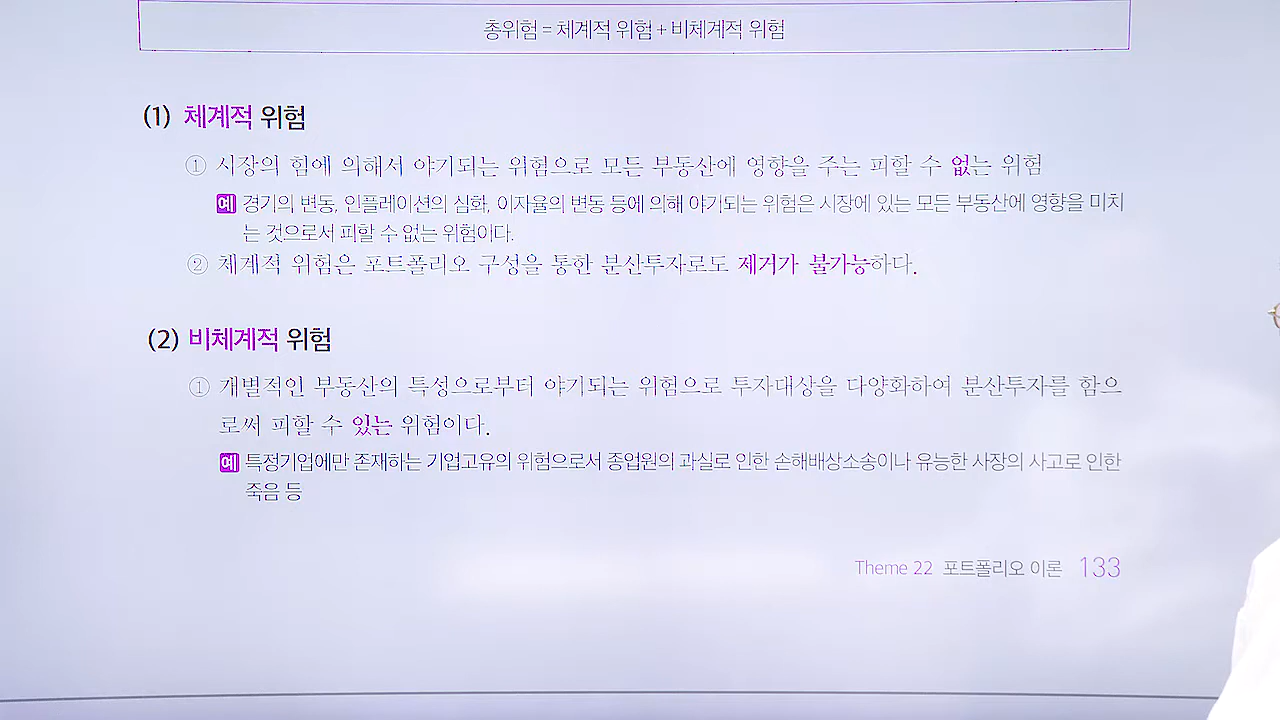 총위험 = 체계적 위험 + 비체계적 위험
(1) 체계적 위험
① 시장의 힘에 의해서 야기되는 위험으로 모든 부동산에 영향을 주는 피할 수 없는 위험
예 경기의 변동, 인플레이션의 심화, 이자율의 변동 등에 의해 야기되는 위험은 시장에 있는 모든 부동산에 영향을 미치
는 것으로서 피할 수 없는 위험이다.
② 체계적 위험은 포트폴리오 구성을 통한 분산투자로도 제거가 불가능하다.
(2) 비체계적 위험
① 개별적인 부동산의 특성으로부터 야기되는 위험으로 투자대상을 다양화하여 분산투자를 함으
로써 피할 수 있는 위험이다.
예 특정기업에만 존재하는 기업고유의 위험으로서 종업원의 과실로 인한 손해배상소송이나 유능한 사장의 사고로 인한
죽음 등
Theme 22 포트폴리오 이론 133